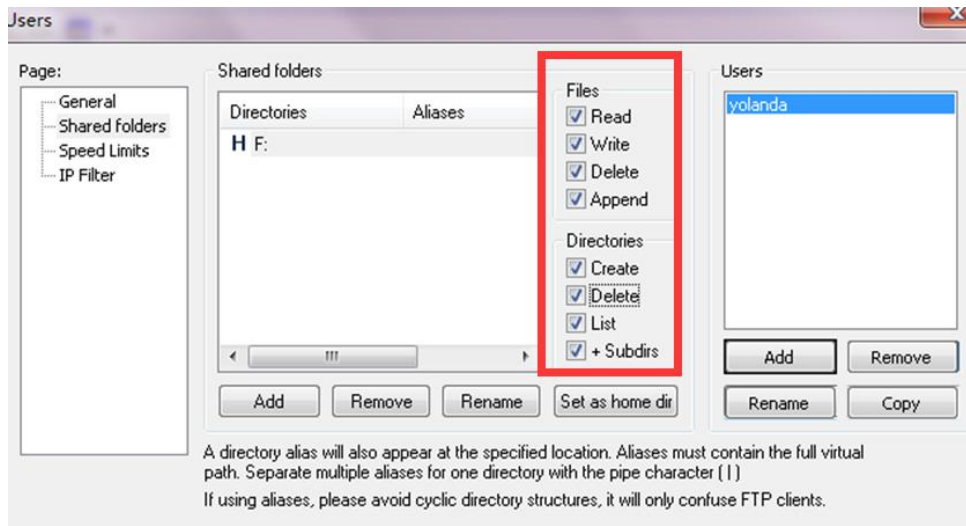 Users
Page:
General
Shared folders
Speed Limits
IP Filter
Shared folders
Directories Aliases
H F:
Files
Read
Write
Delete
Append
Directories
Create
Delete
List
+ Subdirs
Add Remove Rename Set as home dir
Users
yolanda
Add Remove
Rename Copy
A directory alias will also appear at the specified location. Aliases must contain the full virtual
path. Separate multiple aliases for one directory with the pipe character ( | )
If using aliases, please avoid cyclic directory structures, it will only confuse FTP clients.